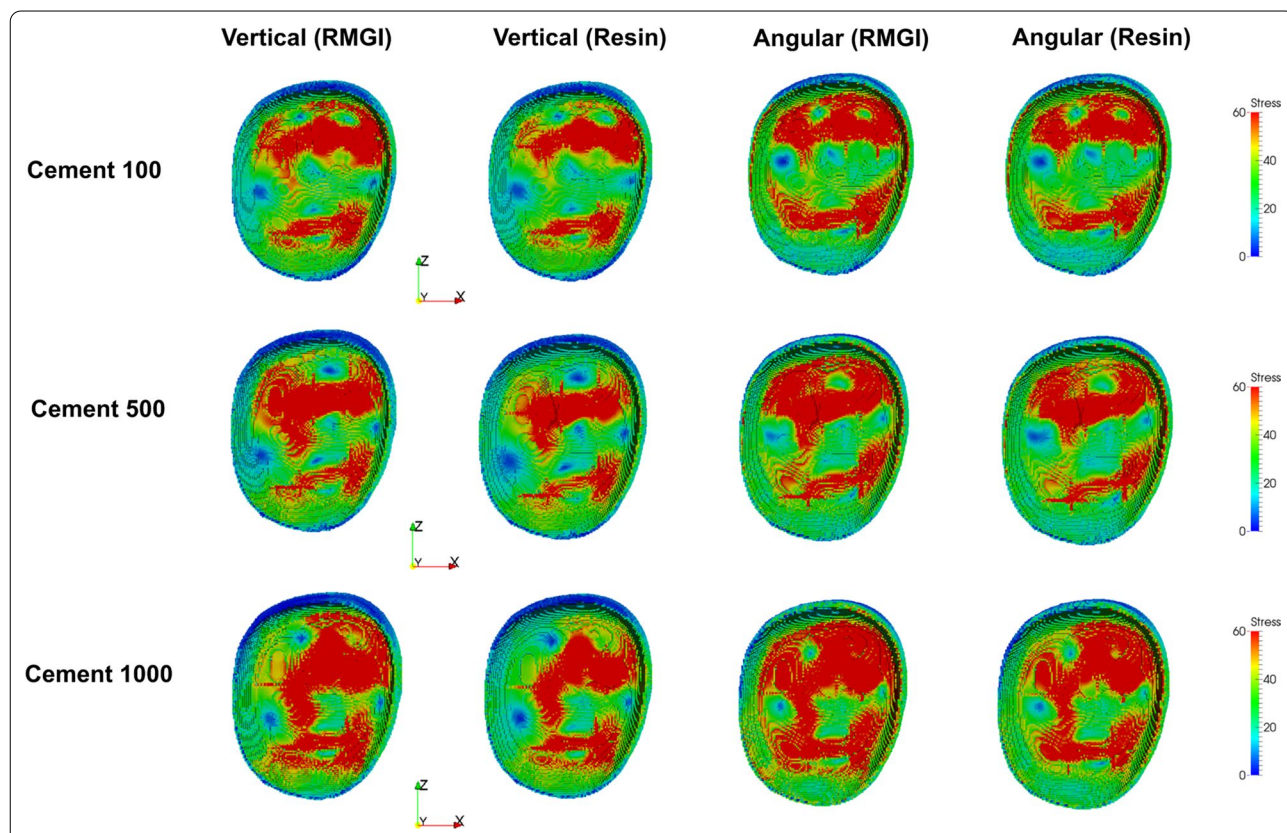 Vertical (RMGI) Vertical (Resin) Angular (RMGI) Angular (Resin)
Cement 100
Stress
60
40
20
0
Z
Y X
Cement 500
Stress
60
40
20
0
Z
Y X
Cement 1000
Stress
60
40
20
0
Z
Y X